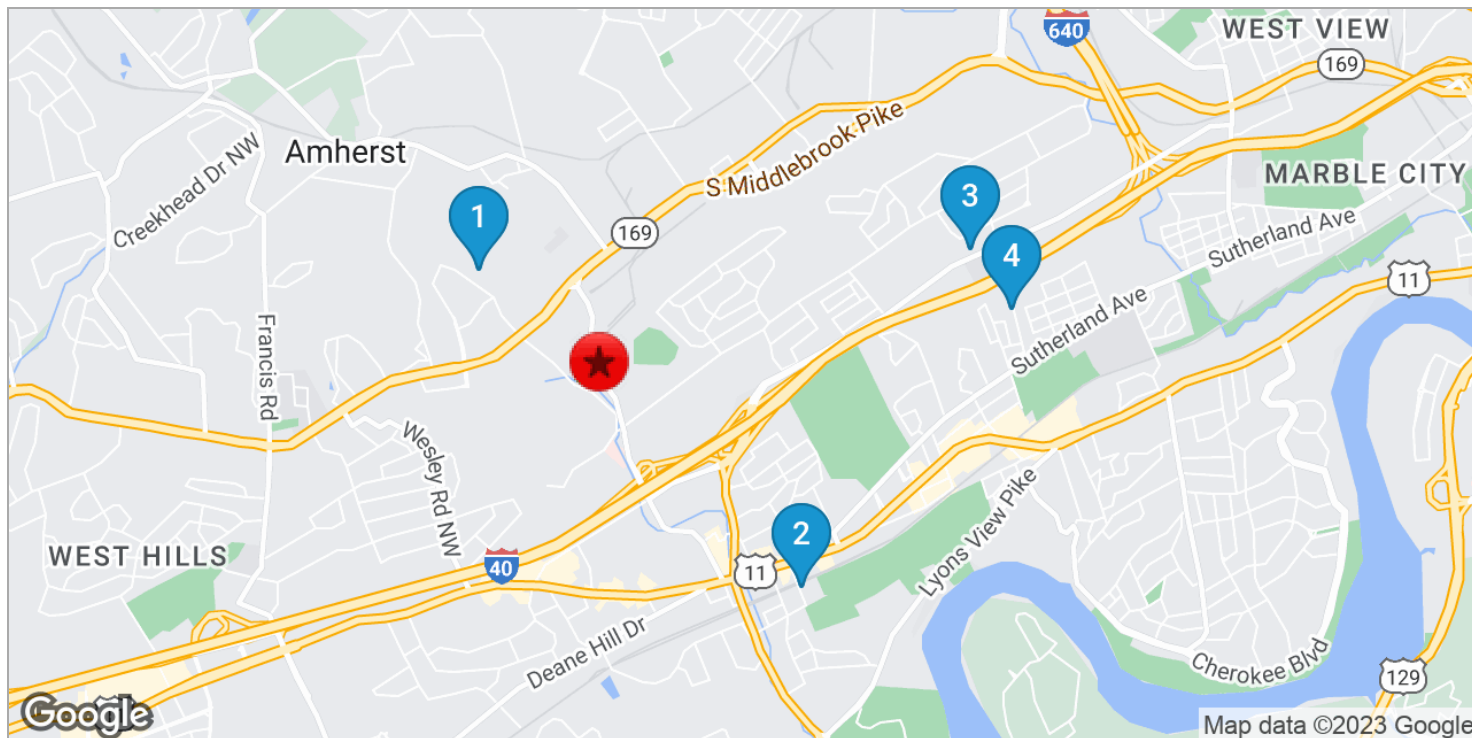 640
WEST VIEW
169
S Middlebrook Pike
Creekhead Dr NW
Amherst
MARBLE CITY
1
3
169
Sutherland Ave
4
11
Francis Rd
Sutherland Ave
Wesley Rd NW
Lyons View Pike
2
WEST HILLS
40
11
Deane Hill Dr
Cherokee Blvd
129
Google
Map data ©2023 Google